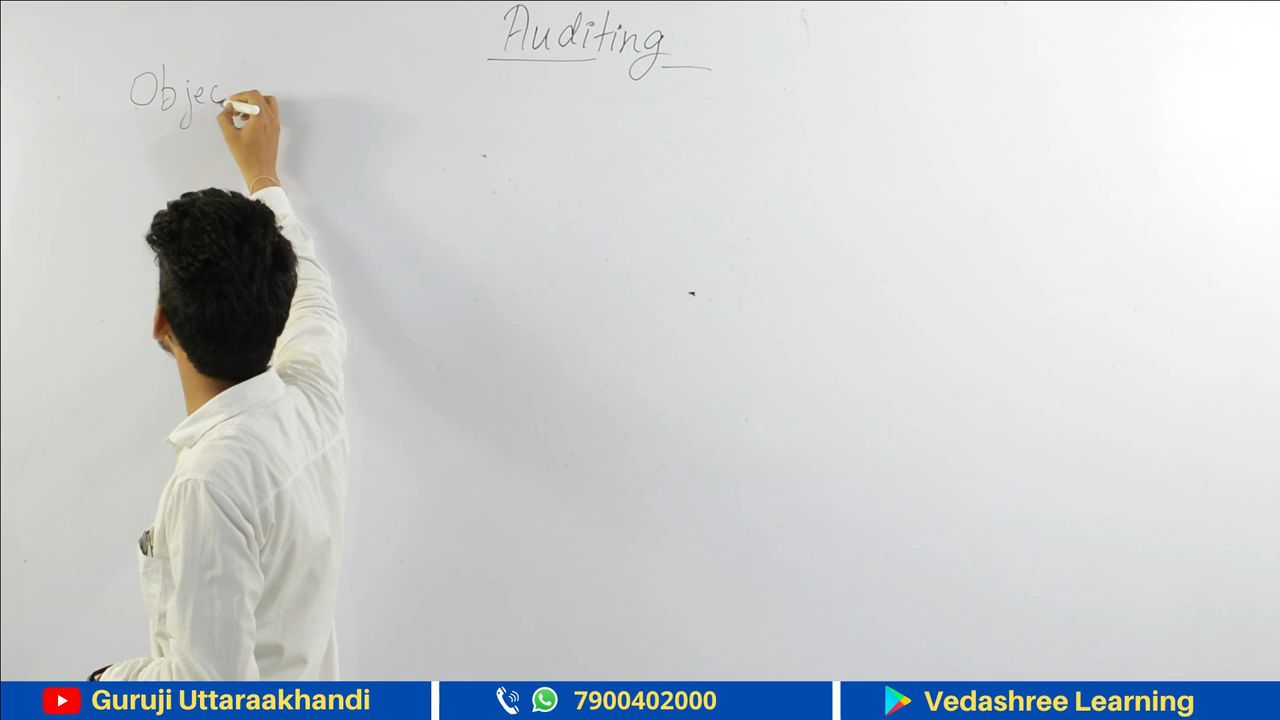 Auditing
Objec
Guruji Uttaraakhandi
7900402000
Vedashree Learning